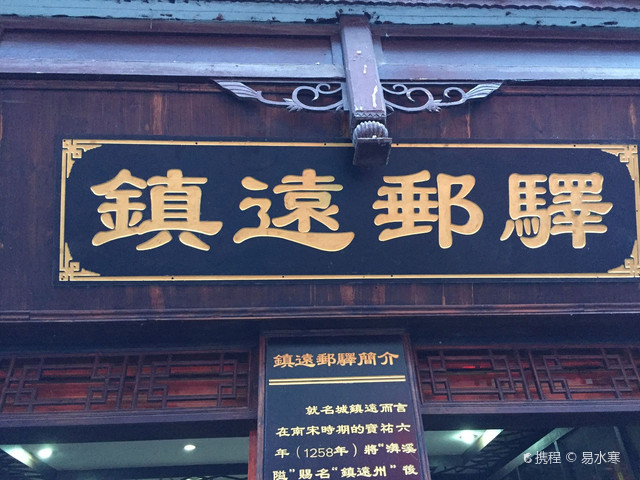 鎮遠郵驛
鎮遠郵驛簡介
就名城鎮遠而言
在南宋時期的寶祐六
年（1258年）將“㵲溪
隘”賜名“鎮遠州”後
携程 © 易水寒